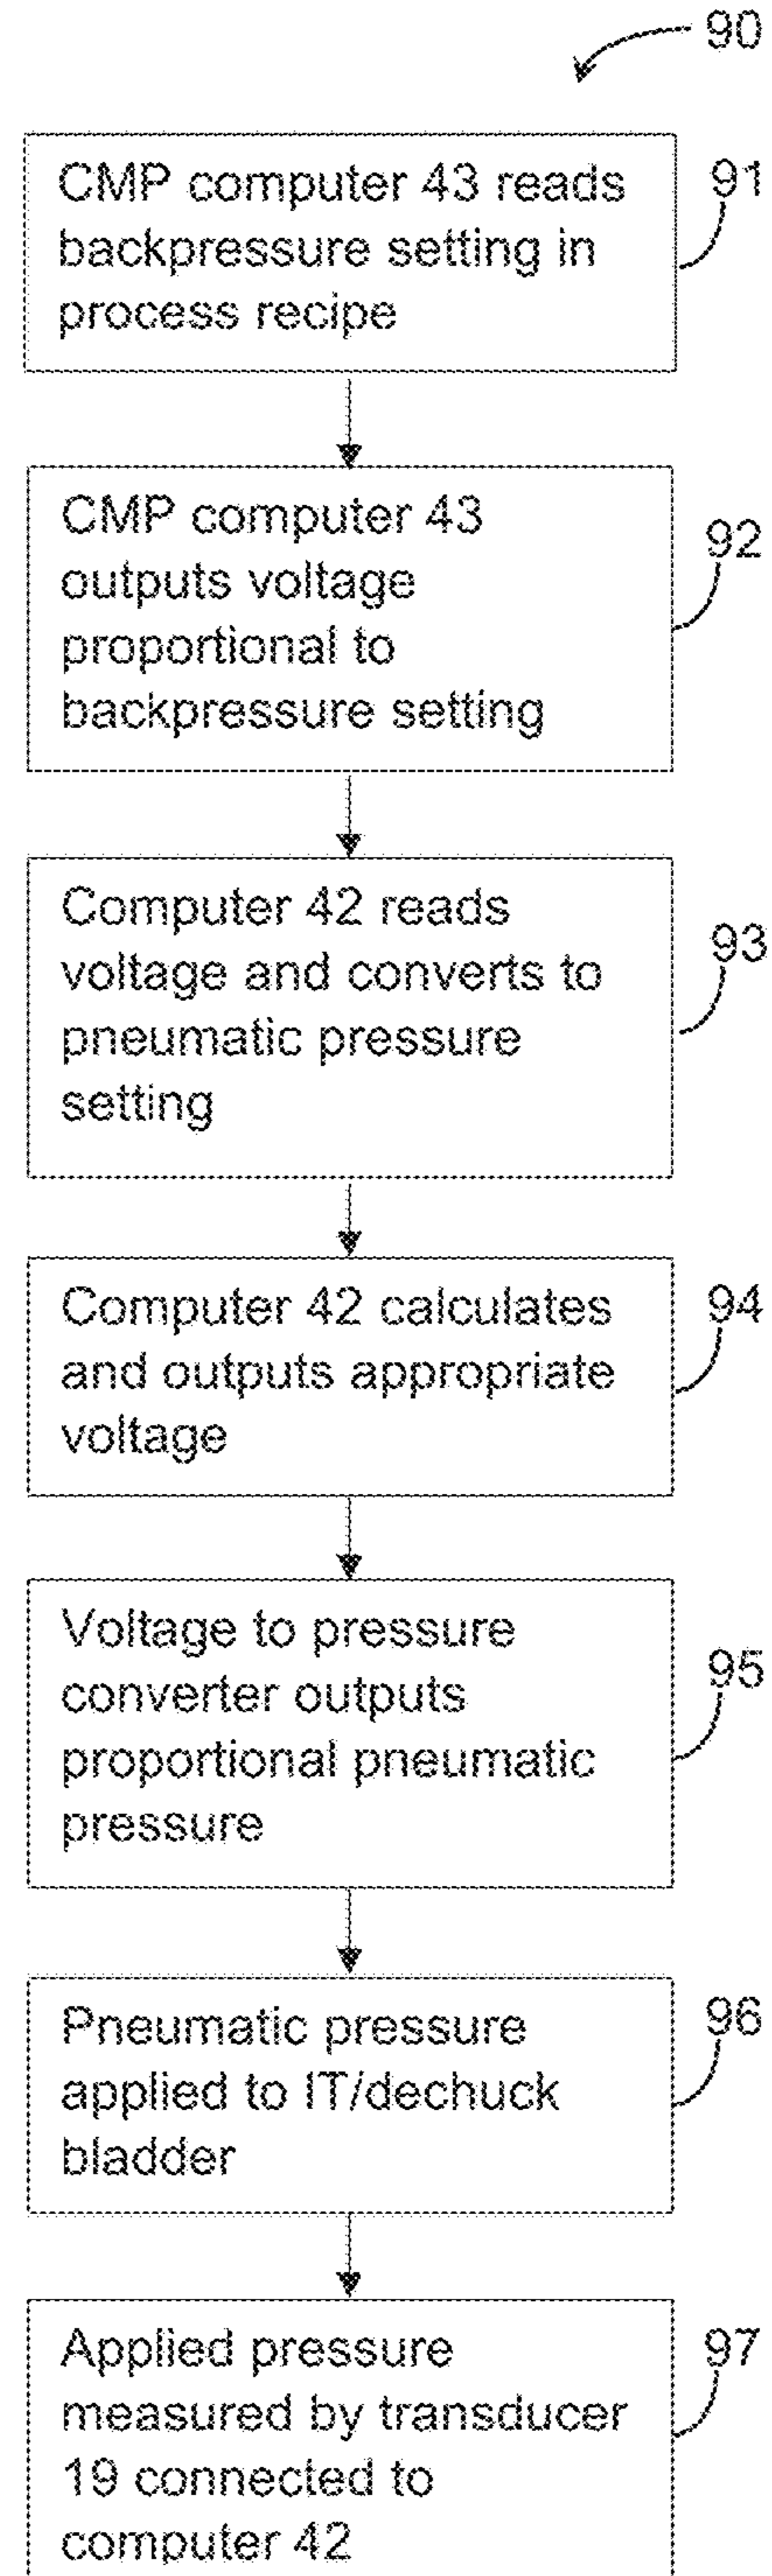 90
CMP computer 43 reads
backpressure setting in
process recipe
91
CMP computer 43
outputs voltage
proportional to
backpressure setting
92
Computer 42 reads
voltage and converts to
pneumatic pressure
setting
93
Computer 42 calculates
and outputs appropriate
voltage
94
Voltage to pressure
converter outputs
proportional pneumatic
pressure
95
Pneumatic pressure
applied to IT/dechuck
bladder
96
Applied pressure
measured by transducer
19 connected to
computer 42
97